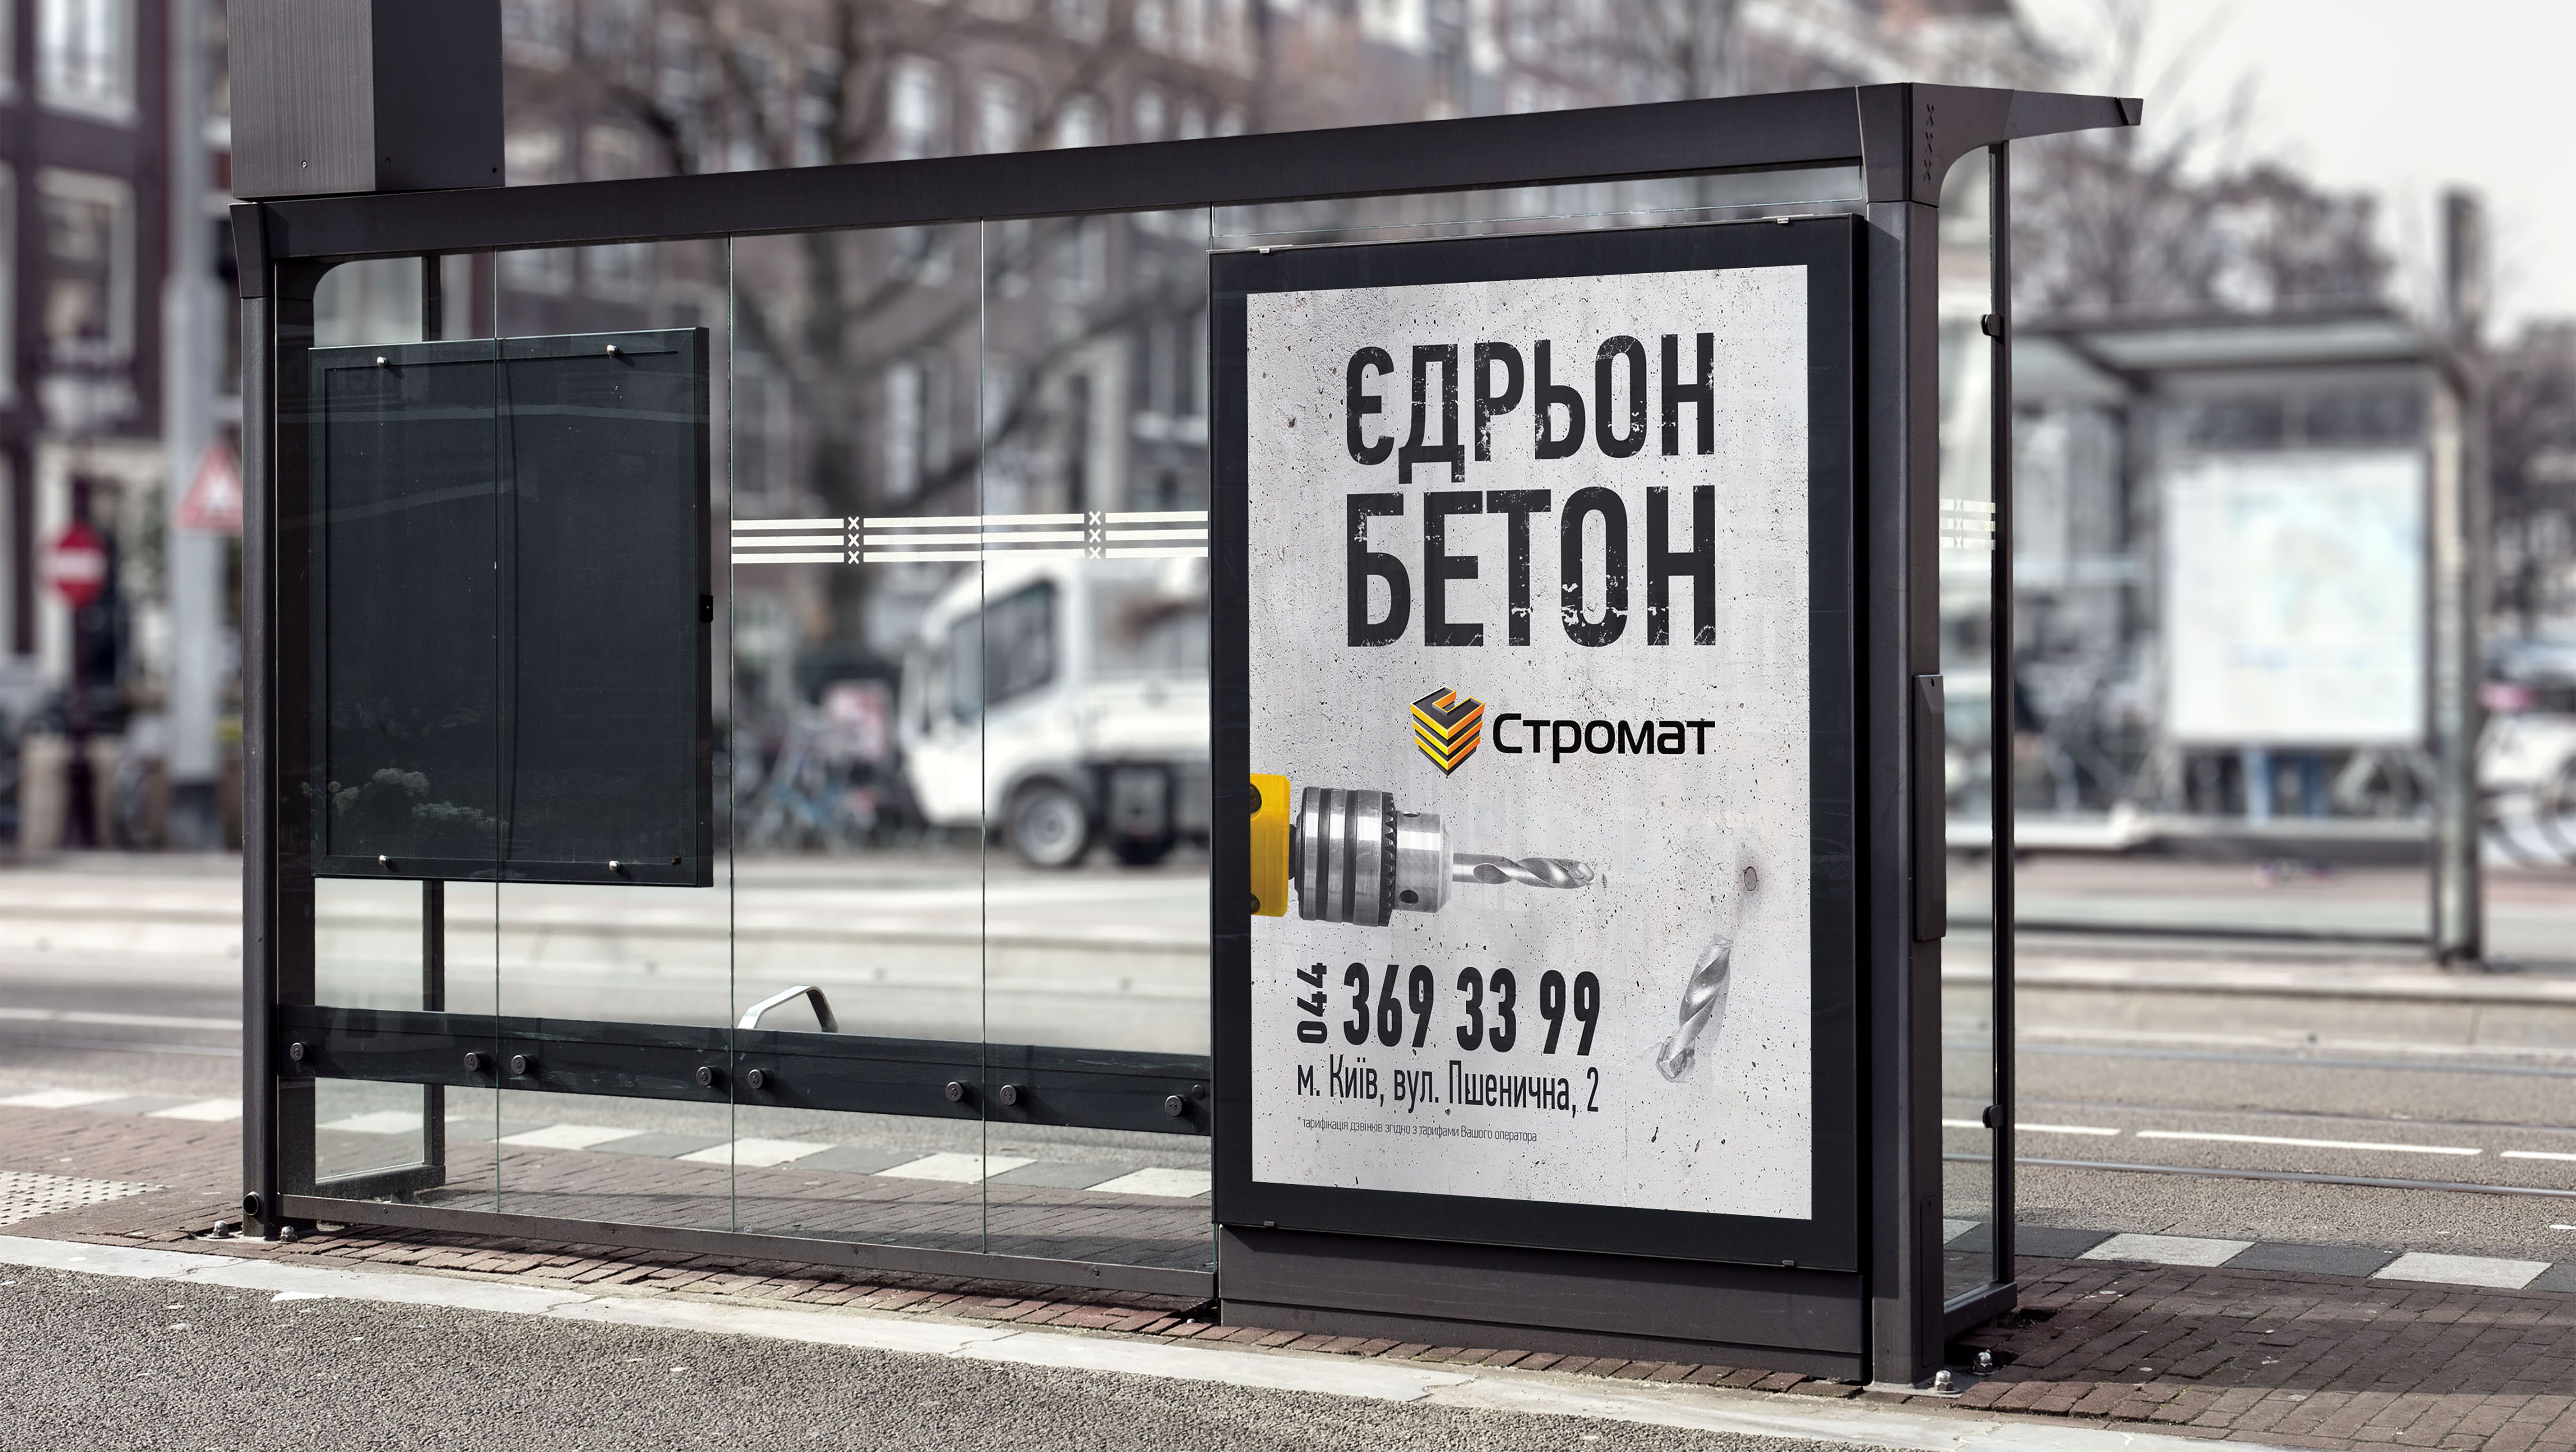 ЄДРЬОН
БЕТОН
Стромат
044 369 33 99
м. Київ, вул. Пшенична, 2
*тарифікація дзвінків згідно з тарифами Вашого оператора